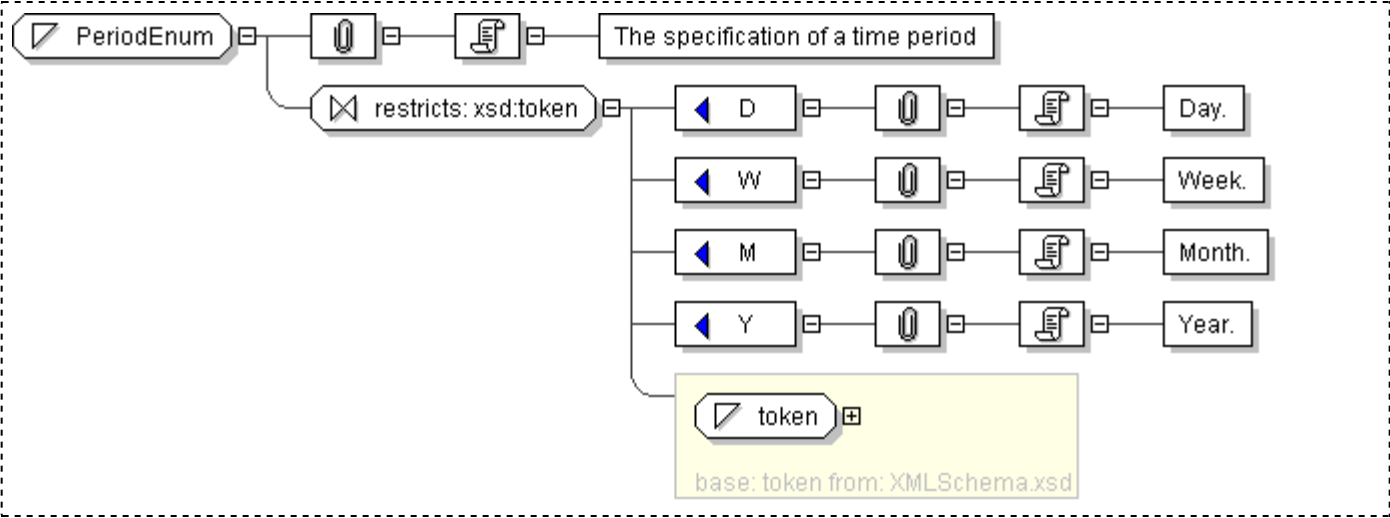 PeriodEnum The specification of a time period
restricts: xsd:token D Day.
W Week.
M Month.
Y Year.
token
base: token from: XMLSchema.xsd